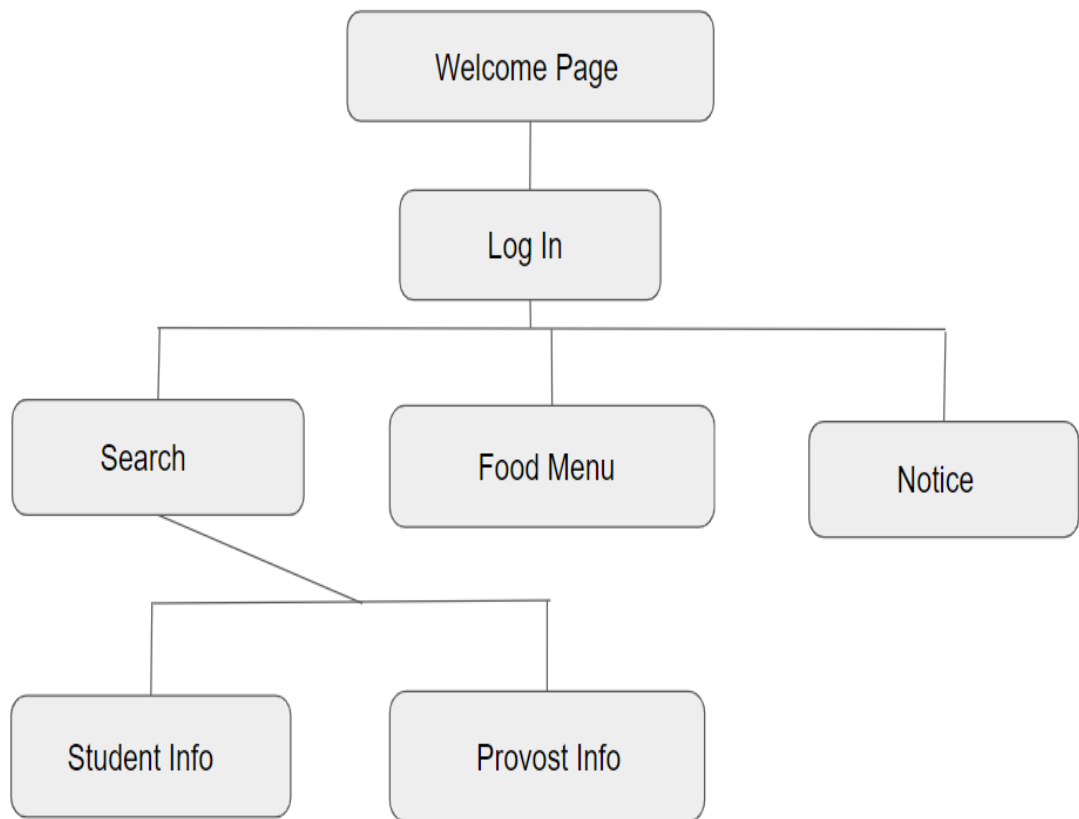 Welcome Page
Log In
Search
Food Menu
Notice
Student Info
Provost Info